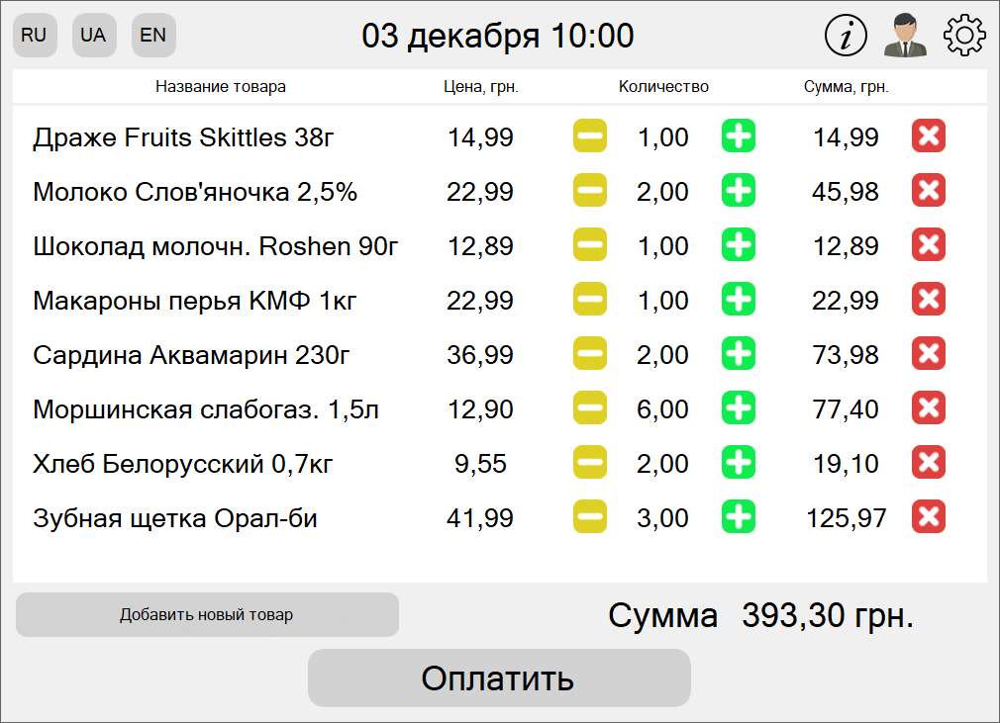 RU UA EN 03 декабря 10:00 i
Название товара Цена, грн. Количество Сумма, грн.
Драже Fruits Skittles 38г 14,99 1,00 14,99
Молоко Слов'яночка 2,5% 22,99 2,00 45,98
Шоколад молочн. Roshen 90г 12,89 1,00 12,89
Макароны перья КМФ 1кг 22,99 1,00 22,99
Сардина Аквамарин 230г 36,99 2,00 73,98
Моршинская слабогаз. 1,5л 12,90 6,00 77,40
Хлеб Белорусский 0,7кг 9,55 2,00 19,10
Зубная щетка Орал-би 41,99 3,00 125,97
Добавить новый товар Сумма 393,30 грн.
Оплатить